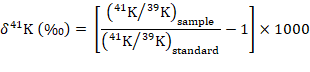 δ⁴¹K (‰) = [ (⁴¹K/³⁹K)sample / (⁴¹K/³⁹K)standard − 1 ] × 1000